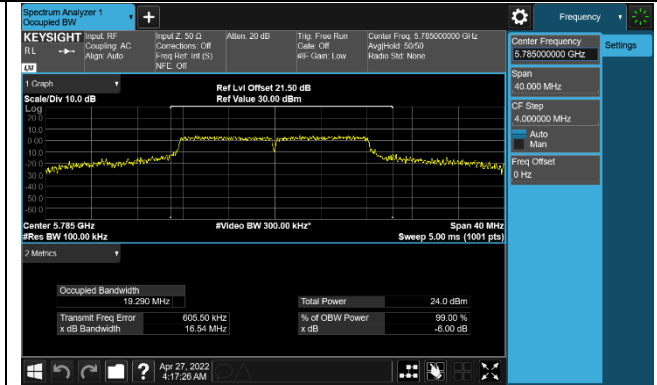 Spectrum Analyzer 1
Occupied BW
Frequency
KEYSIGHT
Input: RF
Input Z: 50 Ω
Atten: 20 dB
Trig: Free Run
Center Freq: 5.785000000 GHz
RL
Coupling: AC
Corrections: Off
Gate: Off
Avg|Hold: 50/50
Align: Auto
Freq Ref: Int (S)
#IF Gain: Low
Radio Std: None
LXI
NFE: Off
Center Frequency
5.785000000 GHz
Settings
Span
40.000 MHz
CF Step
4.000000 MHz
Auto
Man
Freq Offset
0 Hz
1 Graph
Ref Lvl Offset 21.50 dB
Scale/Div 10.0 dB
Ref Value 30.00 dBm
Log
20.0
10.0
0.00
-10.0
-20.0
-30.0
-40.0
-50.0
-60.0
Center 5.785 GHz
#Video BW 300.00 kHz*
Span 40 MHz
#Res BW 100.00 kHz
Sweep 5.00 ms (1001 pts)
2 Metrics
Occupied Bandwidth
19.290 MHz
Total Power
24.0 dBm
Transmit Freq Error
605.50 kHz
% of OBW Power
99.00 %
x dB Bandwidth
16.54 MHz
x dB
-6.00 dB
Apr 27, 2022
4:17:26 AM